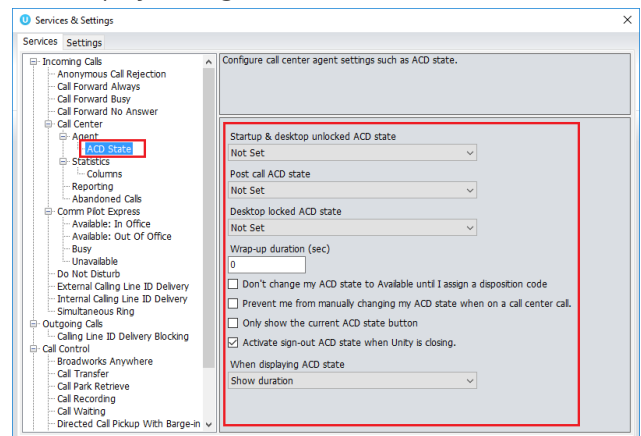 Services & Settings
Services Settings
Incoming Calls
Anonymous Call Rejection
Call Forward Always
Call Forward Busy
Call Forward No Answer
Call Center
Agent
ACD State
Statistics
Columns
Reporting
Abandoned Calls
Comm Pilot Express
Available: In Office
Available: Out Of Office
Busy
Unavailable
Do Not Disturb
External Calling Line ID Delivery
Internal Calling Line ID Delivery
Simultaneous Ring
Outgoing Calls
Calling Line ID Delivery Blocking
Call Control
Broadworks Anywhere
Call Transfer
Call Park Retrieve
Call Recording
Call Waiting
Directed Call Pickup With Barge-in
Configure call center agent settings such as ACD state.
Startup & desktop unlocked ACD state
Not Set
Post call ACD state
Not Set
Desktop locked ACD state
Not Set
Wrap-up duration (sec)
0
Don't change my ACD state to Available until I assign a disposition code
Prevent me from manually changing my ACD state when on a call center call.
Only show the current ACD state button
Activate sign-out ACD state when Unity is closing.
When displaying ACD state
Show duration